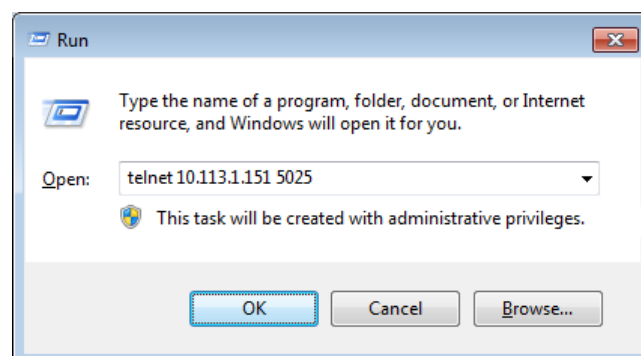 Run
Type the name of a program, folder, document, or Internet
resource, and Windows will open it for you.
Open: telnet 10.113.1.151 5025
This task will be created with administrative privileges.
OK Cancel Browse...